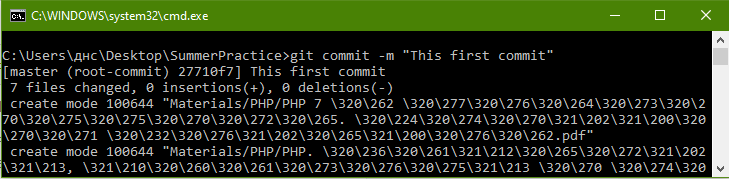 C:\WINDOWS\system32\cmd.exe
C:\Users\днс\Desktop\SummerPractice>git commit -m "This first commit"
[master (root-commit) 27710f7] This first commit
 7 files changed, 0 insertions(+), 0 deletions(-)
 create mode 100644 "Materials/PHP/PHP 7 \320\262 \320\277\320\276\320\264\320\273\320\2
70\320\275\320\275\320\270\320\272\320\265. \320\224\320\274\320\270\321\202\321\200\320
\270\320\271 \320\232\320\276\321\202\320\265\321\200\320\276\320\262.pdf"
 create mode 100644 "Materials/PHP/PHP. \320\236\320\261\321\212\320\265\320\272\321\202
\321\213, \321\210\320\260\320\261\320\273\320\276\320\275\321\213 \320\270 \320\274\320